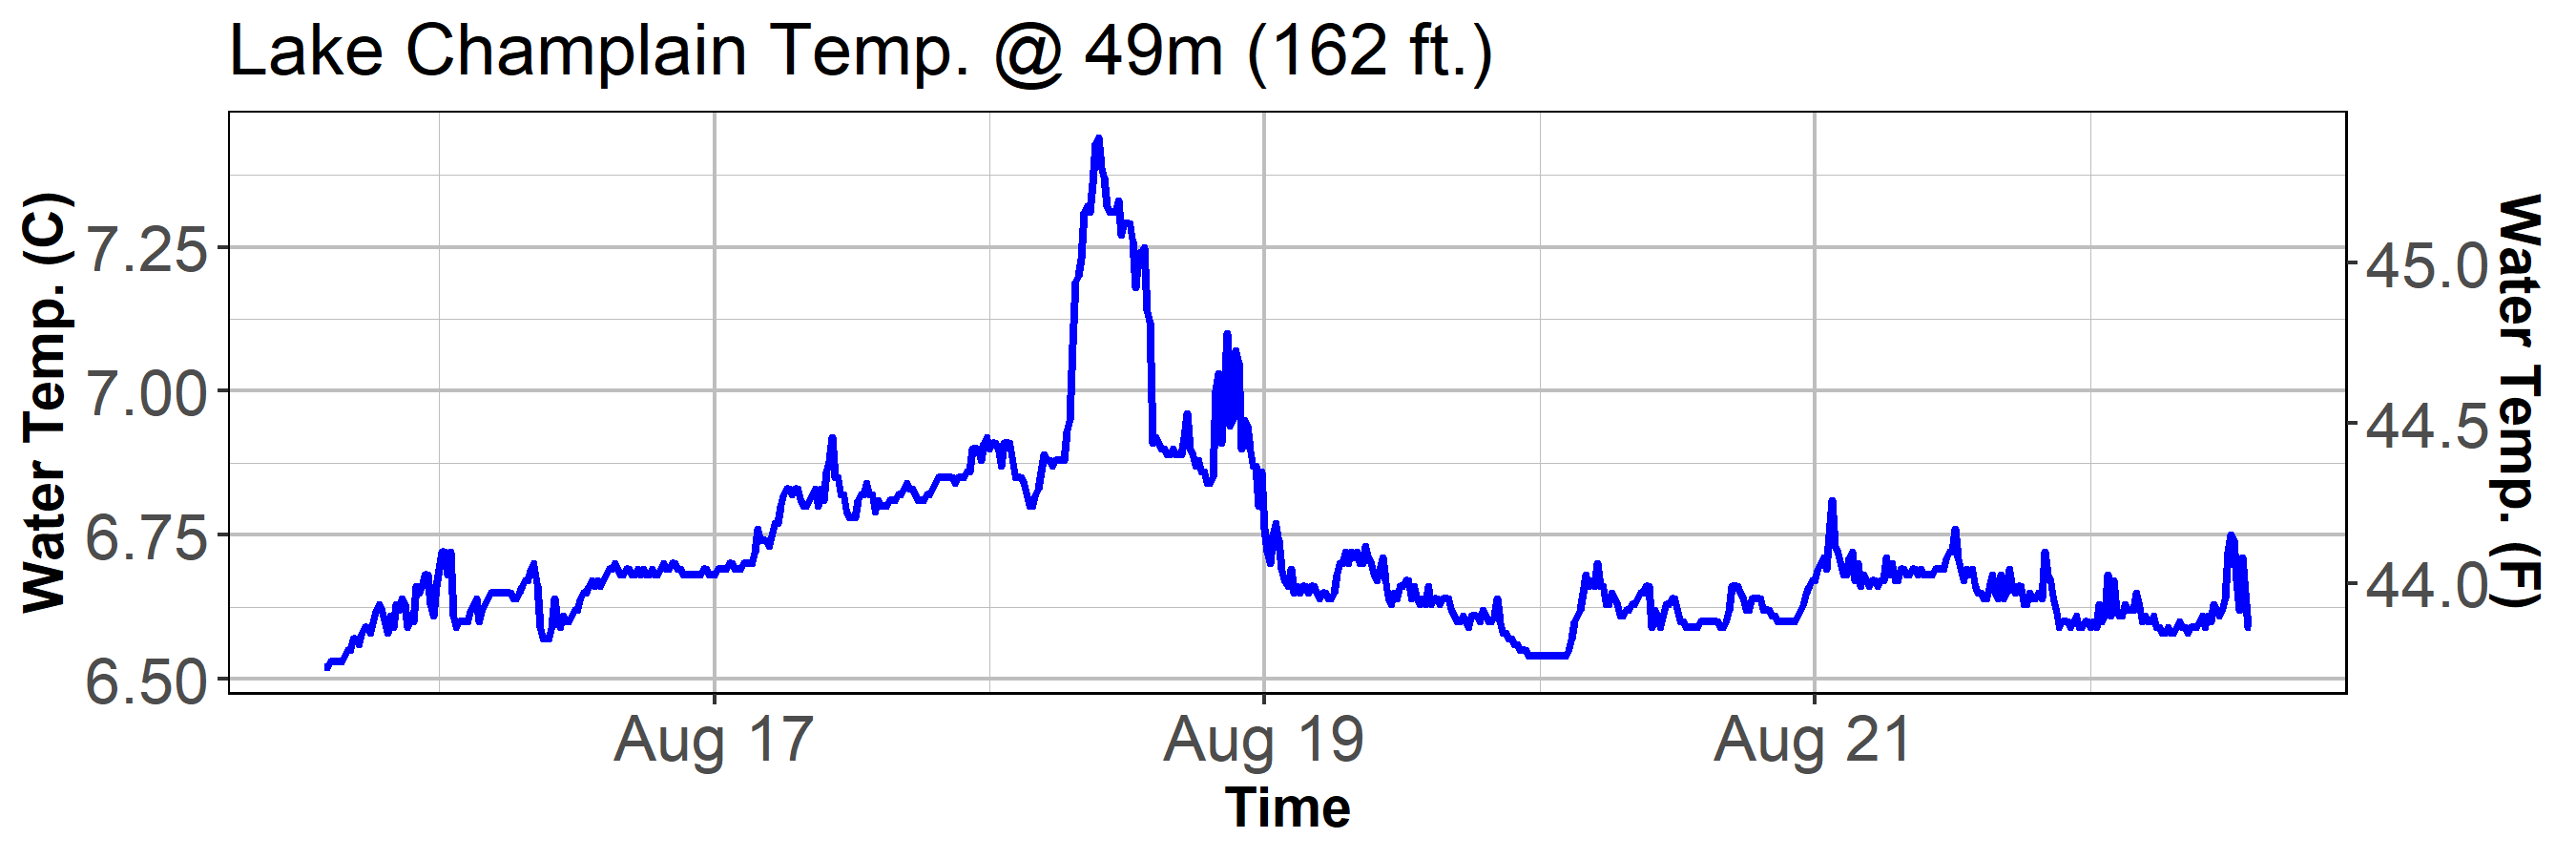 Lake Champlain Temp. @ 49m (162 ft.)
Water Temp. (C)
7.25
7.00
6.75
6.50
45.0
44.5
44.0
Water Temp. (F)
Aug 17
Aug 19
Aug 21
Time